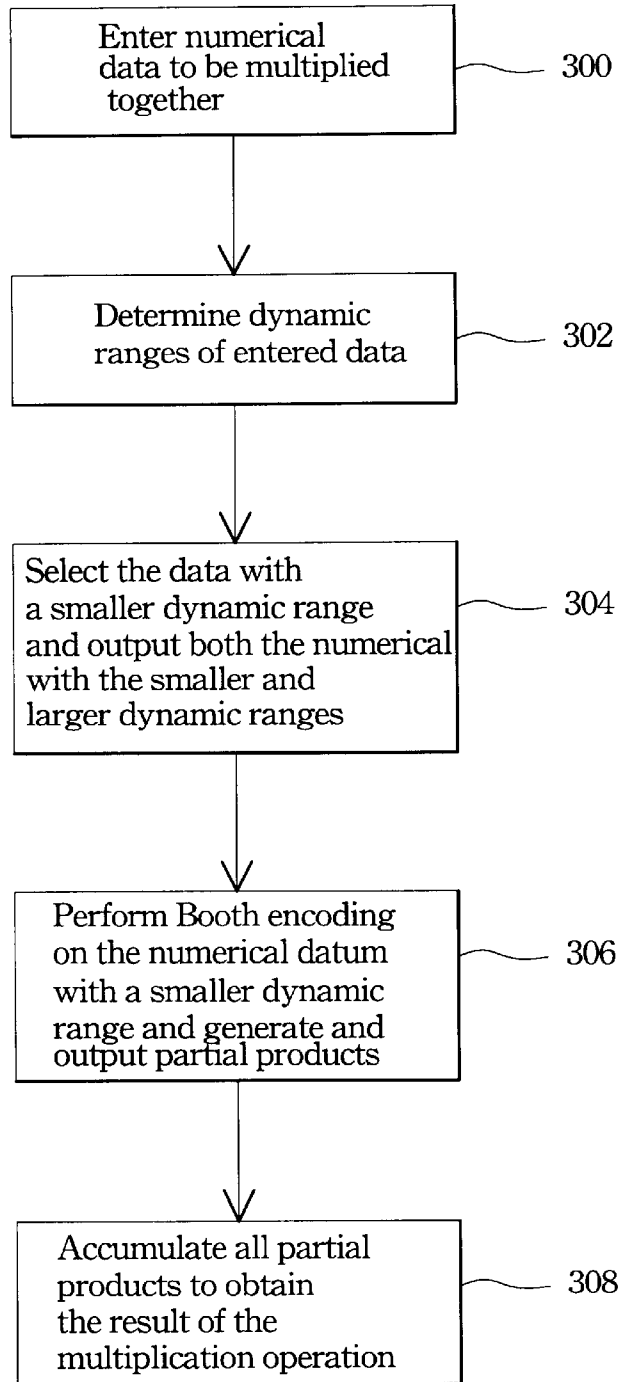 Enter numerical
data to be multiplied
together
300
Determine dynamic
ranges of entered data
302
Select the data with
a smaller dynamic range
and output both the numerical
with the smaller and
larger dynamic ranges
304
Perform Booth encoding
on the numerical datum
with a smaller dynamic
range and generate and
output partial products
306
Accumulate all partial
products to obtain
the result of the
multiplication operation
308